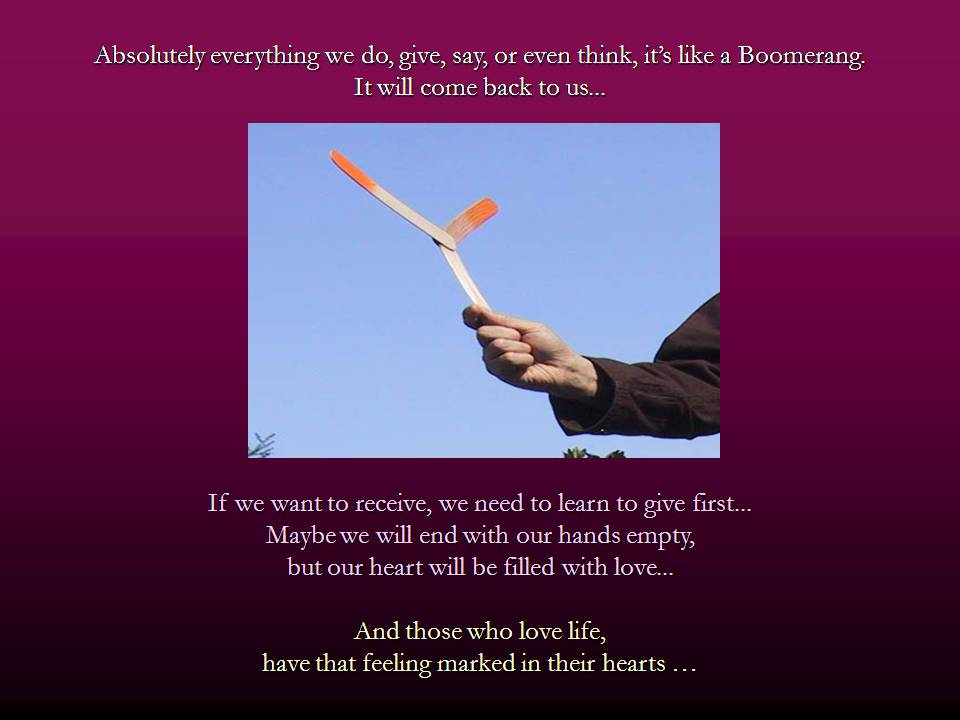 Absolutely everything we do, give, say, or even think, it’s like a Boomerang.
It will come back to us...
If we want to receive, we need to learn to give first...
Maybe we will end with our hands empty,
but our heart will be filled with love...
And those who love life,
have that feeling marked in their hearts …